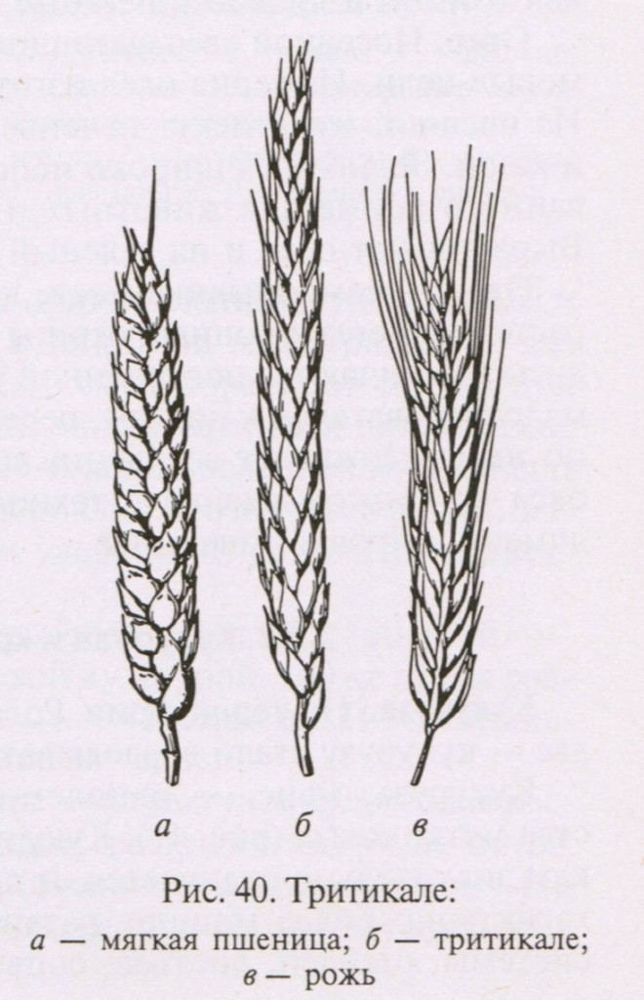 а б в
Рис. 40. Тритикале:
а — мягкая пшеница; б — тритикале;
в — рожь